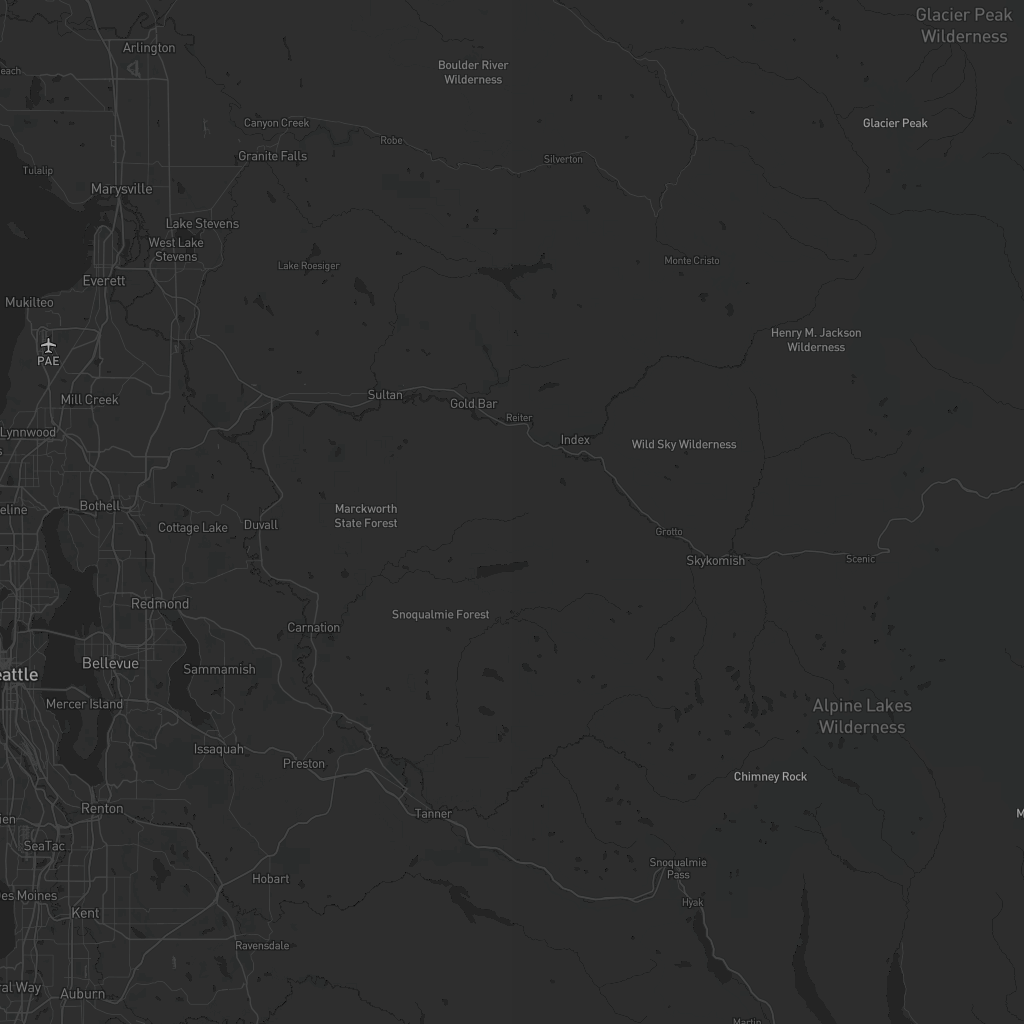 Glacier Peak
Wilderness
Arlington
Boulder River
Wilderness
each
Canyon Creek
Glacier Peak
Robe
Granite Falls
Silverton
Tulalip
Marysville
Lake Stevens
West Lake
Stevens
Monte Cristo
Lake Roesiger
Everett
Mukilteo
Henry M. Jackson
Wilderness
PAE
Sultan
Mill Creek
Gold Bar
Reiter
Lynnwood
Index
Wild Sky Wilderness
s
Bothell
eline
Marckworth
State Forest
Cottage Lake
Duvall
Grotto
Skykomish
Scenic
Redmond
Snoqualmie Forest
Carnation
Bellevue
Sammamish
eattle
Mercer Island
Alpine Lakes
Wilderness
Issaquah
Preston
Chimney Rock
Renton
Tanner
M
ien
SeaTac
Snoqualmie
Pass
Hobart
Des Moines
Hyak
Kent
Ravensdale
ral Way
Auburn
Martin